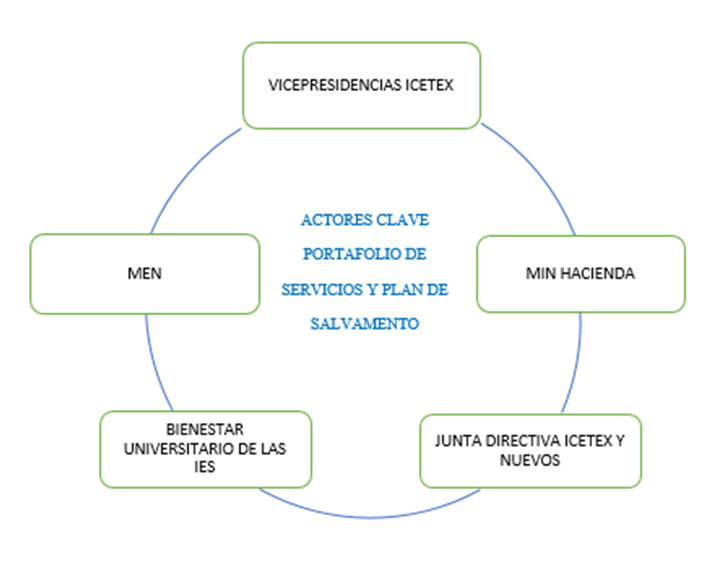 VICEPRESIDENCIAS ICETEX
ACTORES CLAVE
PORTAFOLIO DE
SERVICIOS Y PLAN DE
SALVAMENTO
MEN
MIN HACIENDA
BIENESTAR
UNIVERSITARIO DE LAS
IES
JUNTA DIRECTIVA ICETEX Y
NUEVOS